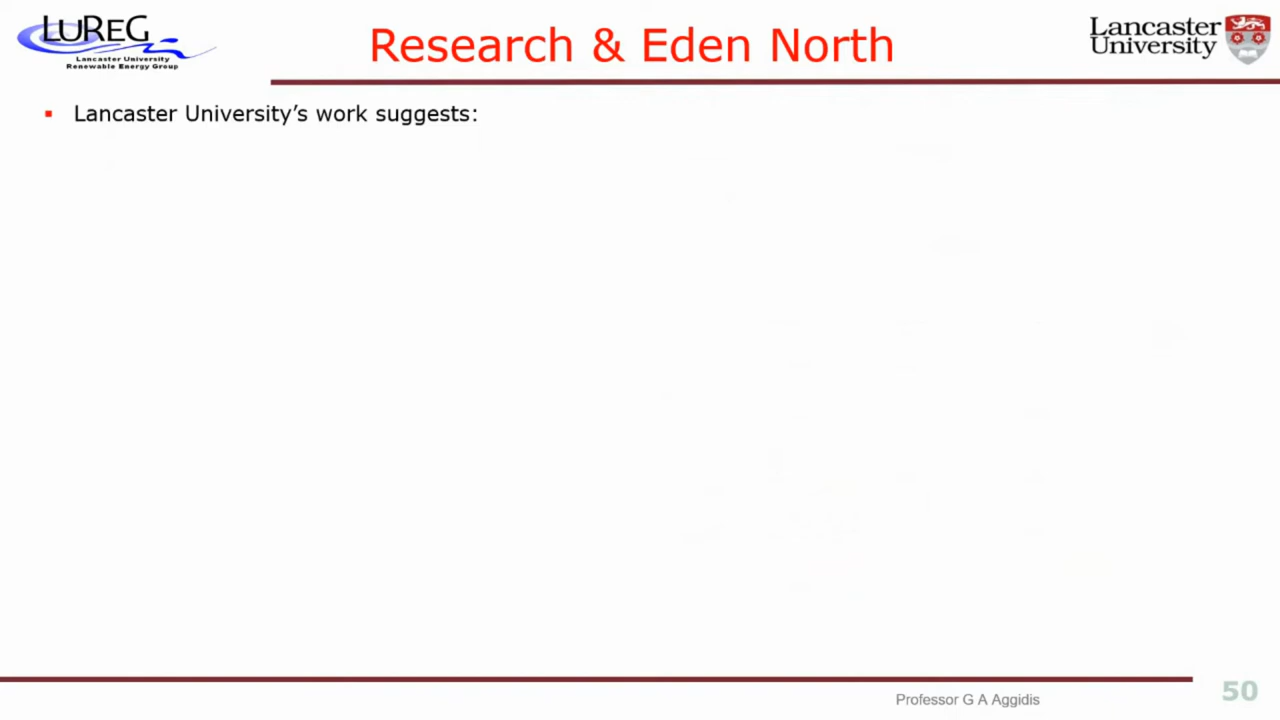 LUREG
Lancaster University
Renewable Energy Group
Research & Eden North
Lancaster
University
Lancaster University’s work suggests:
Professor G A Aggidis
50